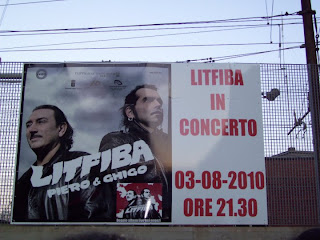 LITFIBA
PIERO & GHIGO
LITFIBA
IN
CONCERTO
03-08-2010
ORE 21.30